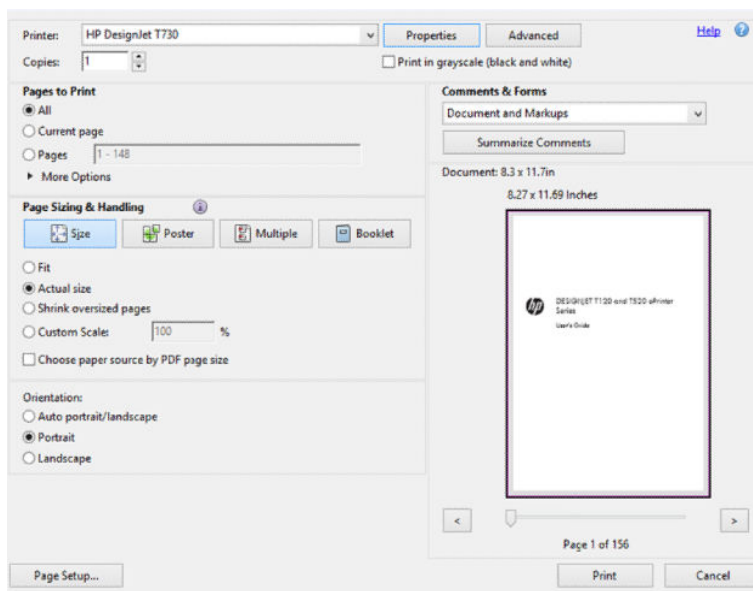 Printer: HP DesignJet T730 Properties Advanced Help
Copies: 1 Print in grayscale (black and white)
Pages to Print
All
Current page
Pages 1 - 148
More Options
Page Sizing & Handling
Size Poster Multiple Booklet
Fit
Actual size
Shrink oversized pages
Custom Scale: 100 %
Choose paper source by PDF page size
Orientation:
Auto portrait/landscape
Portrait
Landscape
Comments & Forms
Document and Markups
Summarize Comments
Document: 8.3 x 11.7in
8.27 x 11.69 Inches
hp
DESIGNJET T120 and T520 ePrinter
Series
User's Guide
< >
Page 1 of 156
Page Setup... Print Cancel